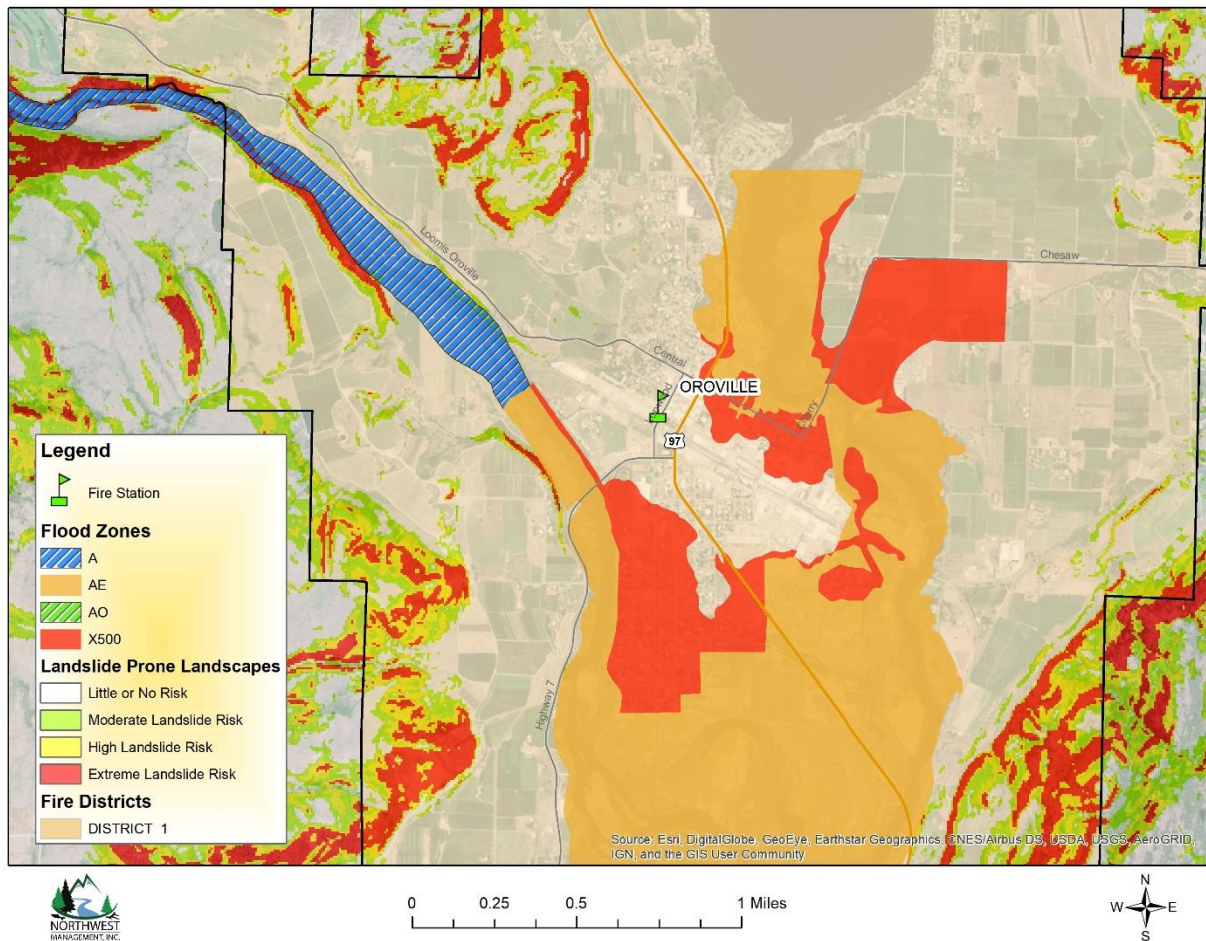 Chesaw
Loomis Oroville
Central
OROVILLE
Cherry
97
Highway 7
Legend
Fire Station
Flood Zones
A
AE
AO
X500
Landslide Prone Landscapes
Little or No Risk
Moderate Landslide Risk
High Landslide Risk
Extreme Landslide Risk
Fire Districts
DISTRICT 1
Source: Esri, DigitalGlobe, GeoEye, Earthstar Geographics, CNES/Airbus DS, USDA, USGS, AeroGRID,
IGN, and the GIS User Community
NORTHWEST
MANAGEMENT, INC.
0 0.25 0.5 1 Miles
N
W E
S